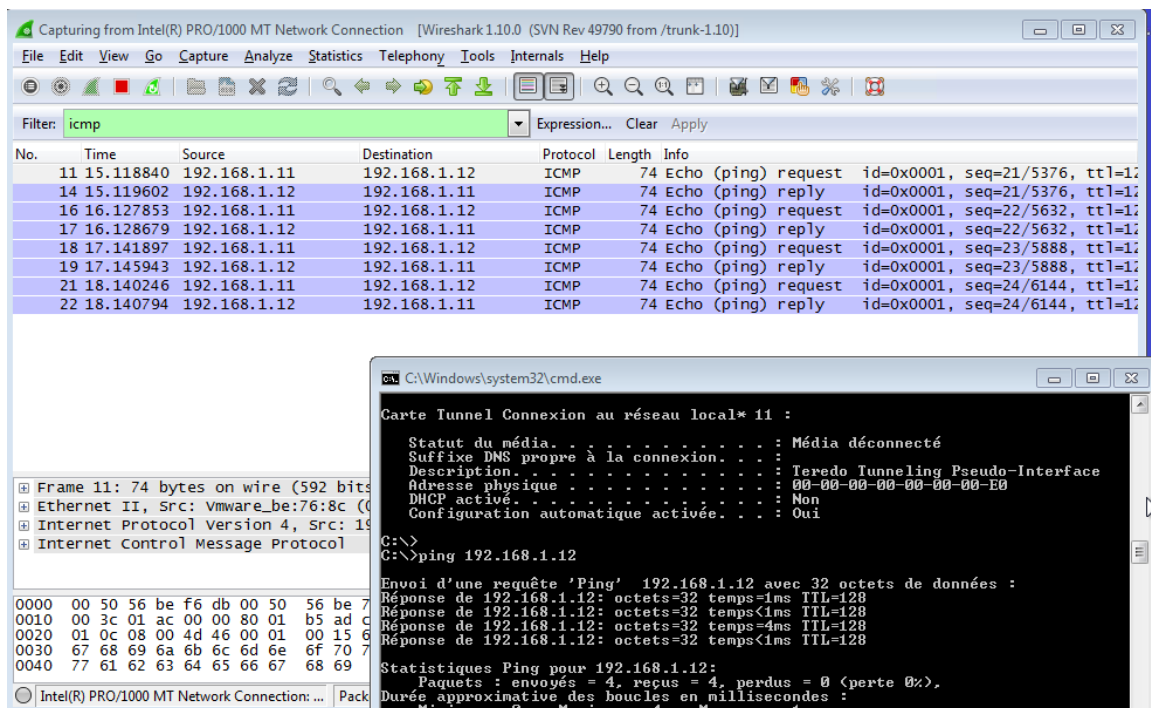 Capturing from Intel(R) PRO/1000 MT Network Connection [Wireshark 1.10.0 (SVN Rev 49790 from /trunk-1.10)]
File Edit View Go Capture Analyze Statistics Telephony Tools Internals Help
Filter: icmp Expression... Clear Apply
No. Time Source Destination Protocol Length Info
11 15.118840 192.168.1.11 192.168.1.12 ICMP 74 Echo (ping) request id=0x0001, seq=21/5376, ttl=12
14 15.119602 192.168.1.12 192.168.1.11 ICMP 74 Echo (ping) reply id=0x0001, seq=21/5376, ttl=12
16 16.127853 192.168.1.11 192.168.1.12 ICMP 74 Echo (ping) request id=0x0001, seq=22/5632, ttl=12
17 16.128679 192.168.1.12 192.168.1.11 ICMP 74 Echo (ping) reply id=0x0001, seq=22/5632, ttl=12
18 17.141897 192.168.1.11 192.168.1.12 ICMP 74 Echo (ping) request id=0x0001, seq=23/5888, ttl=12
19 17.145943 192.168.1.12 192.168.1.11 ICMP 74 Echo (ping) reply id=0x0001, seq=23/5888, ttl=12
21 18.140246 192.168.1.11 192.168.1.12 ICMP 74 Echo (ping) request id=0x0001, seq=24/6144, ttl=12
22 18.140794 192.168.1.12 192.168.1.11 ICMP 74 Echo (ping) reply id=0x0001, seq=24/6144, ttl=12
Frame 11: 74 bytes on wire (592 bits
Ethernet II, Src: Vmware_be:76:8c (
Internet Protocol Version 4, Src: 19
Internet Control Message Protocol
0000 00 50 56 be f6 db 00 50 56 be 7
0010 00 3c 01 ac 00 00 80 01 b5 ad c
0020 01 0c 08 00 4d 46 00 01 00 15 6
0030 67 68 69 6a 6b 6c 6d 6e 6f 70 7
0040 77 61 62 63 64 65 66 67 68 69
Intel(R) PRO/1000 MT Network Connection: ... Pack
C:\Windows\system32\cmd.exe
Carte Tunnel Connexion au réseau local* 11 :
Statut du média. . . . . . . . . . . . : Média déconnecté
Suffixe DNS propre à la connexion. . . :
Description. . . . . . . . . . . . . . : Teredo Tunneling Pseudo-Interface
Adresse physique . . . . . . . . . . . : 00-00-00-00-00-00-00-E0
DHCP activé. . . . . . . . . . . . . . : Non
Configuration automatique activée. . . : Oui
C:\>
C:\>ping 192.168.1.12
Envoi d'une requête 'Ping' 192.168.1.12 avec 32 octets de données :
Réponse de 192.168.1.12: octets=32 temps=1ms TTL=128
Réponse de 192.168.1.12: octets=32 temps<1ms TTL=128
Réponse de 192.168.1.12: octets=32 temps=4ms TTL=128
Réponse de 192.168.1.12: octets=32 temps<1ms TTL=128
Statistiques Ping pour 192.168.1.12:
Paquets : envoyés = 4, reçus = 4, perdus = 0 (perte 0%),
Durée approximative des boucles en millisecondes :